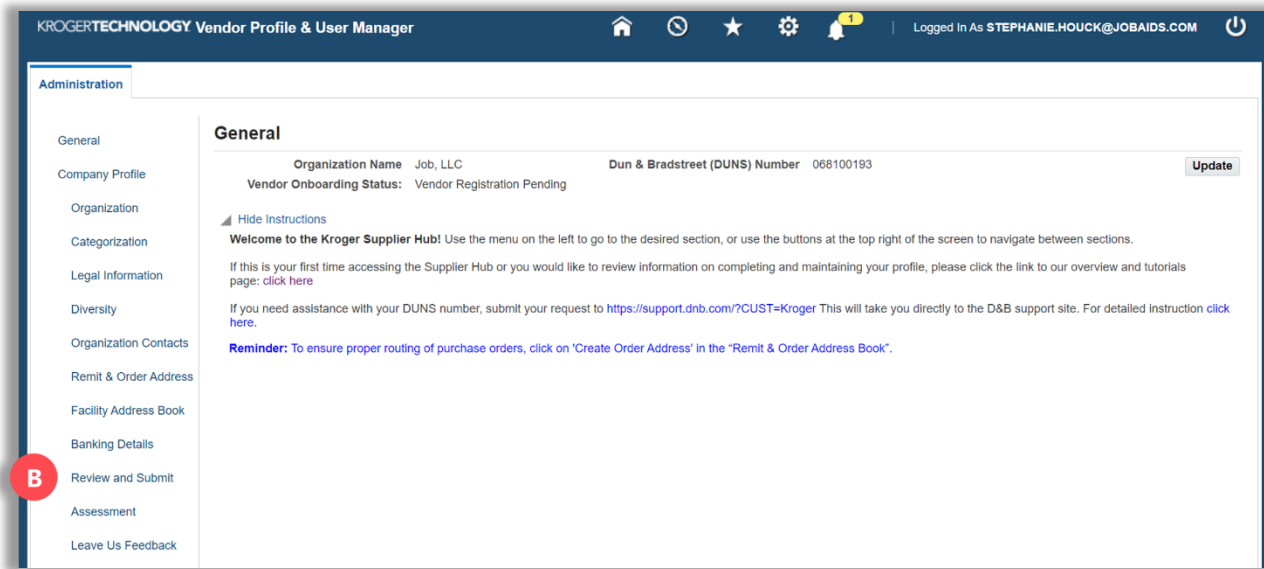 KROGERTECHNOLOGY. Vendor Profile & User Manager
1
Logged In As STEPHANIE.HOUCK@JOBAIDS.COM
Administration
General
Company Profile
Organization
Categorization
Legal Information
Diversity
Organization Contacts
Remit & Order Address
Facility Address Book
Banking Details
B
Review and Submit
Assessment
Leave Us Feedback
General
Organization Name Job, LLC Dun & Bradstreet (DUNS) Number 068100193
Update
Vendor Onboarding Status: Vendor Registration Pending
Hide Instructions
Welcome to the Kroger Supplier Hub! Use the menu on the left to go to the desired section, or use the buttons at the top right of the screen to navigate between sections.
If this is your first time accessing the Supplier Hub or you would like to review information on completing and maintaining your profile, please click the link to our overview and tutorials
page: click here
If you need assistance with your DUNS number, submit your request to https://support.dnb.com/?CUST=Kroger This will take you directly to the D&B support site. For detailed instruction click
here.
Reminder: To ensure proper routing of purchase orders, click on 'Create Order Address' in the “Remit & Order Address Book”.